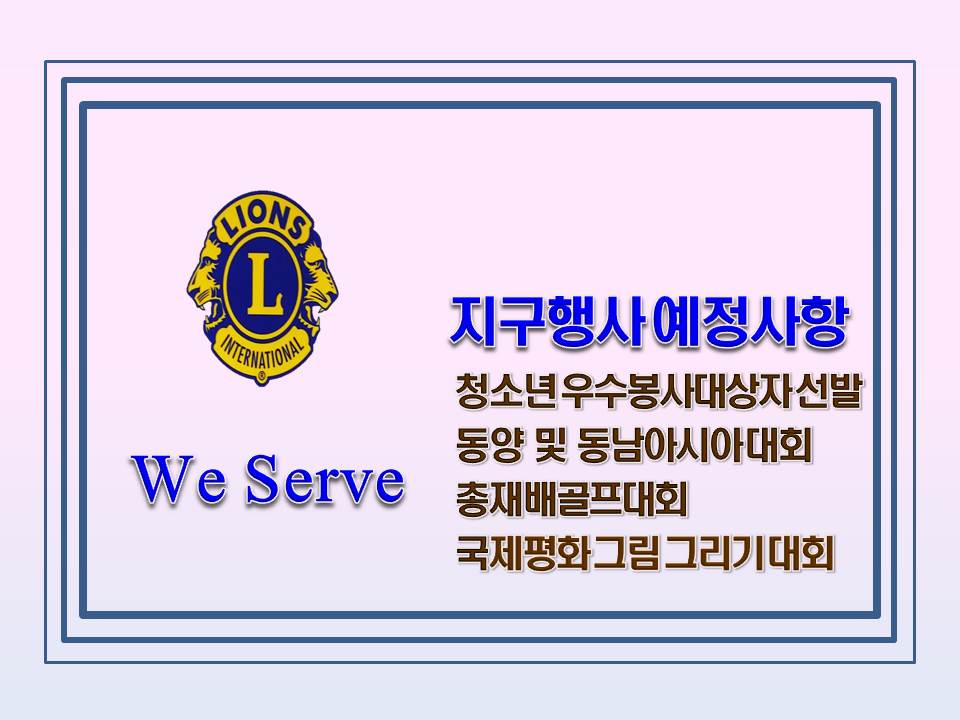 LIONS
L
INTERNATIONAL
®
We Serve
지구행사 예정사항
청소년 우수봉사대상자 선발
동양 및 동남아시아대회
총재배골프대회
국제평화 그림 그리기 대회